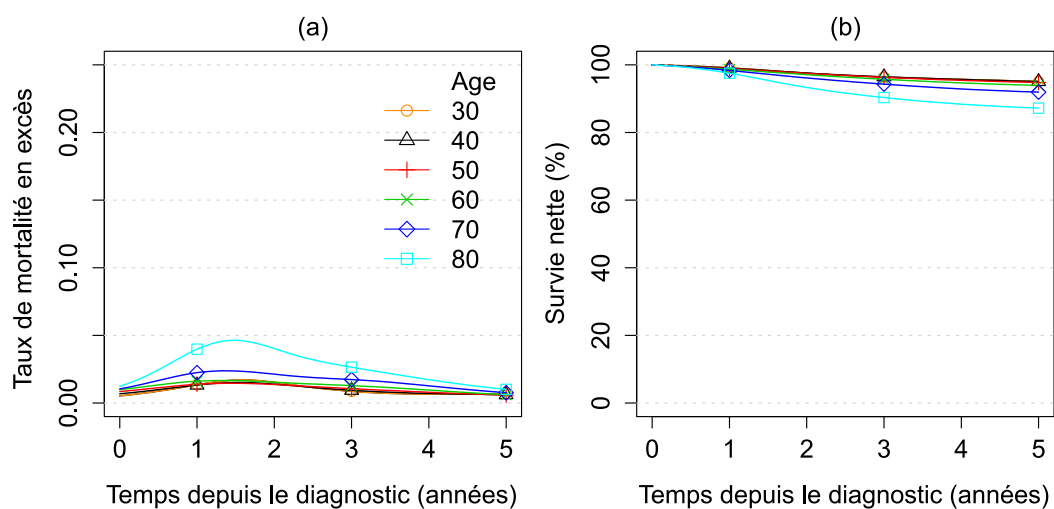 (a)
Taux de mortalité en excès
0.20
0.10
0.00
Age
30
40
50
60
70
80
0 1 2 3 4 5
Temps depuis le diagnostic (années)
(b)
Survie nette (%)
100
80
60
40
20
0
0 1 2 3 4 5
Temps depuis le diagnostic (années)